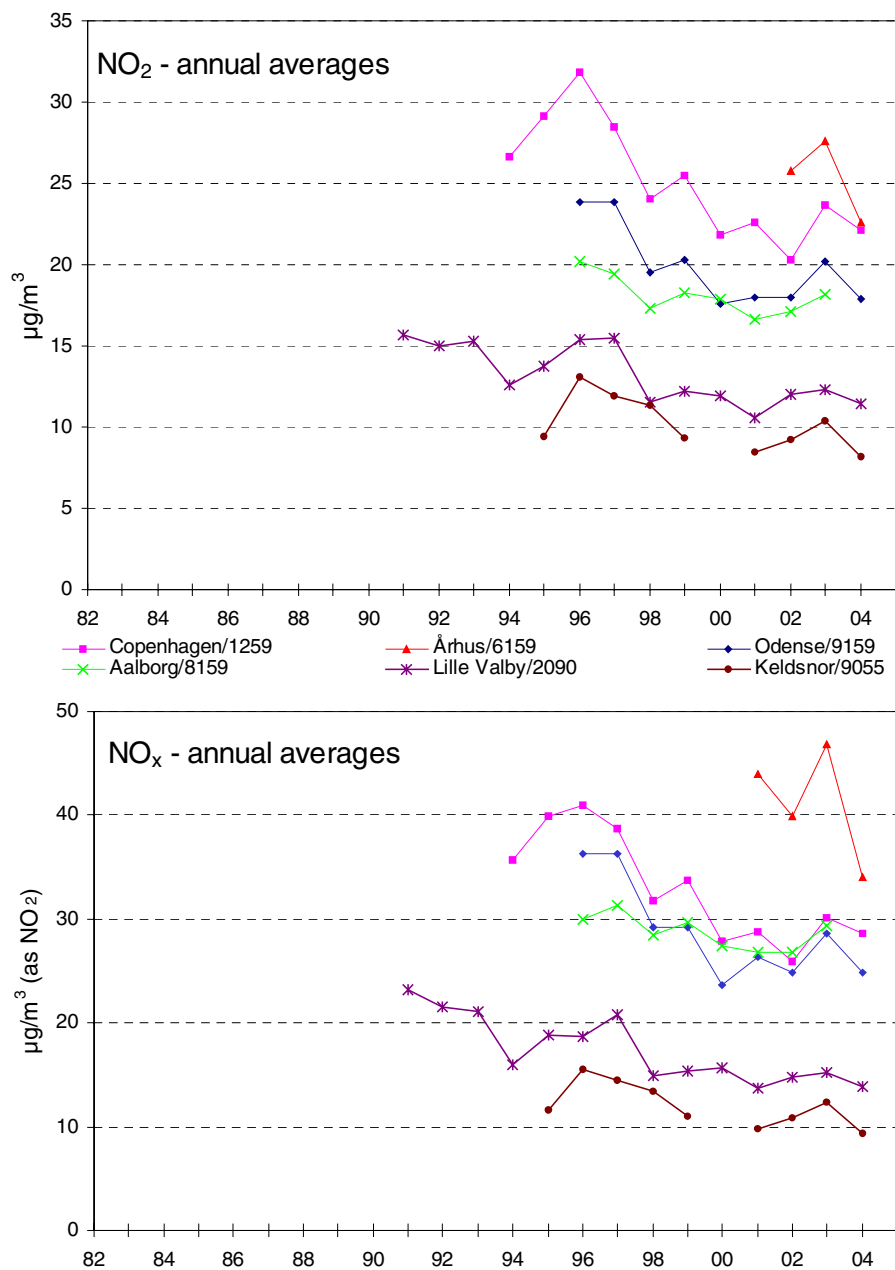 35
NO₂ - annual averages
30
25
20
15
10
5
0
µg/m³
82 84 86 88 90 92 94 96 98 00 02 04
Copenhagen/1259 Århus/6159 Odense/9159
Aalborg/8159 Lille Valby/2090 Keldsnor/9055
50
NOₓ - annual averages
40
30
20
10
0
µg/m³ (as NO₂)
82 84 86 88 90 92 94 96 98 00 02 04